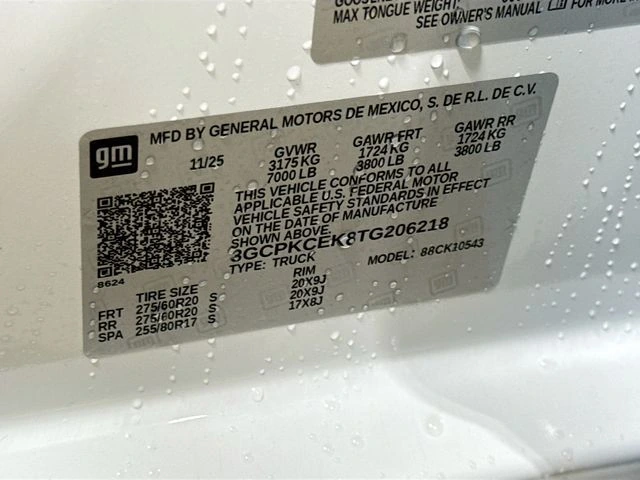 MAX TONGUE WEIGHT:
SEE OWNER'S MANUAL FOR MORE
gm
MFD BY GENERAL MOTORS DE MEXICO, S. DE R.L. DE C.V.
11/25 GVWR GAWR FRT GAWR RR
3175 KG 1724 KG 1724 KG
7000 LB 3800 LB 3800 LB
THIS VEHICLE CONFORMS TO ALL
APPLICABLE U.S. FEDERAL MOTOR
VEHICLE SAFETY STANDARDS IN EFFECT
ON THE DATE OF MANUFACTURE
SHOWN ABOVE.
3GCPKCEK8TG206218
TYPE: TRUCK MODEL: 88CK10543
8624
TIRE SIZE RIM
FRT 275/60R20 S 20X9J
RR 275/60R20 S 20X9J
SPA 255/80R17 S 17X8J